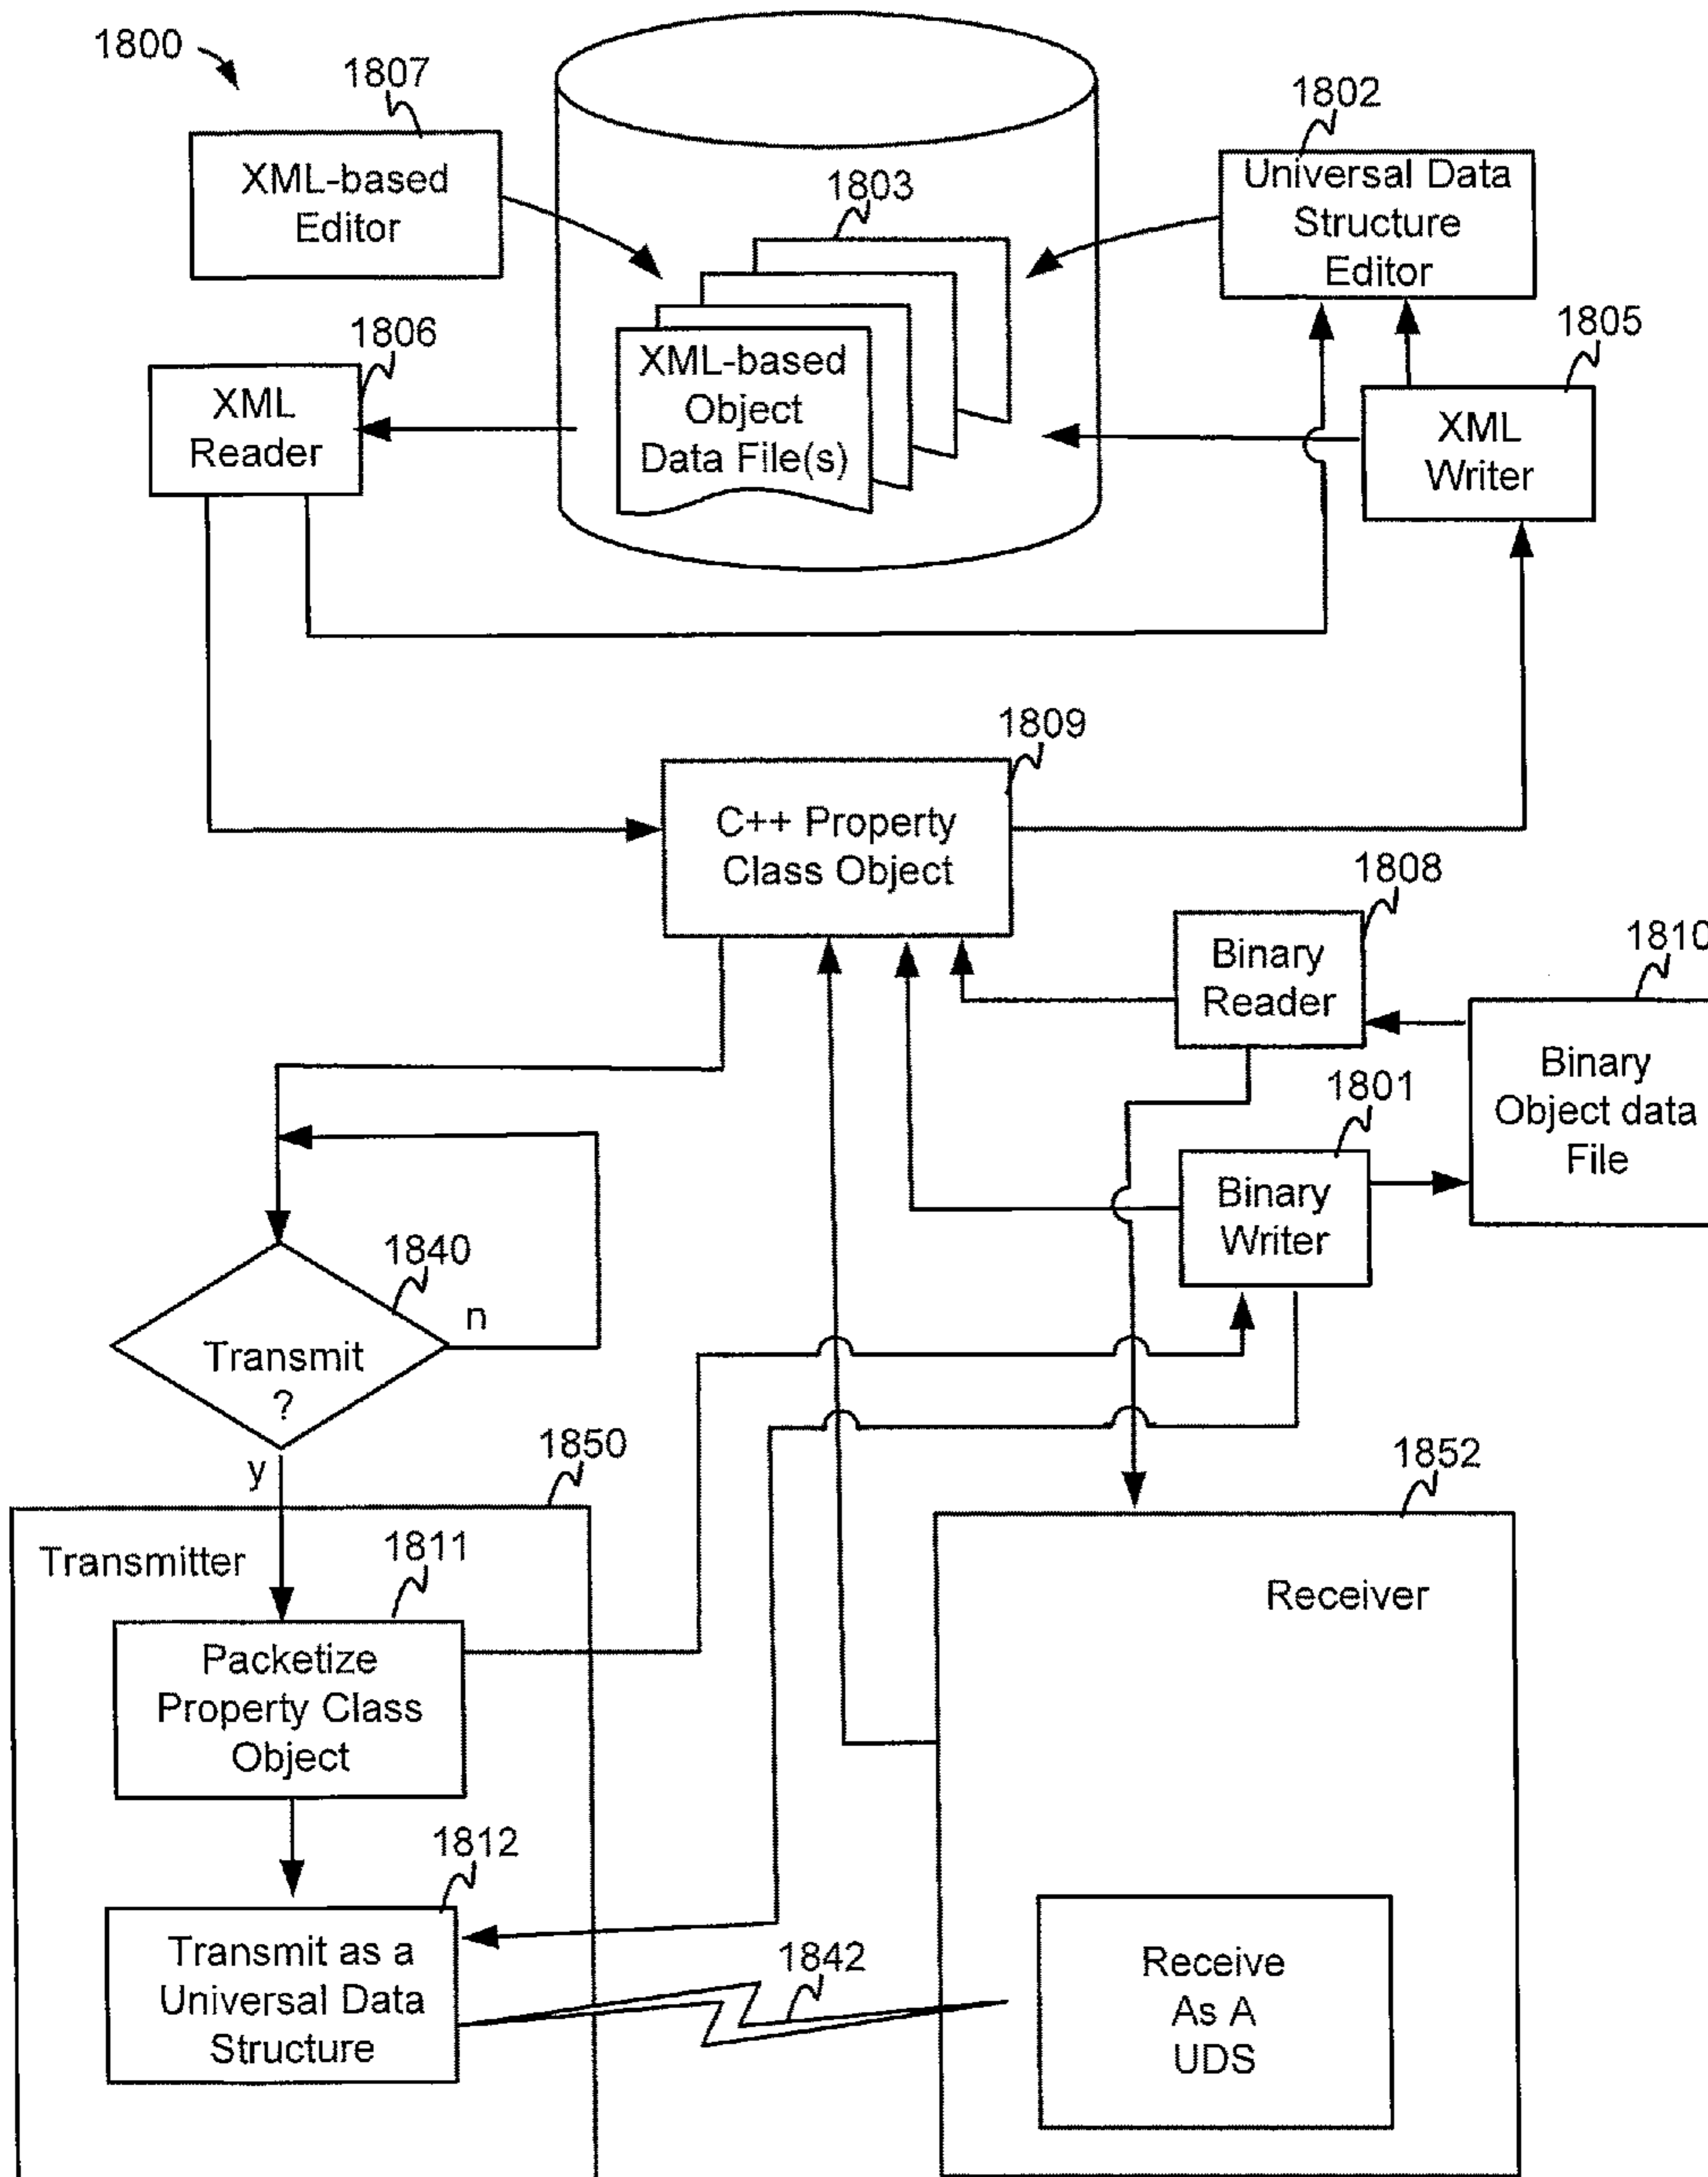 1800
1807
XML-based
Editor
1802
Universal Data
Structure
Editor
1803
XML-based
Object
Data File(s)
1806
XML
Reader
1805
XML
Writer
1809
C++ Property
Class Object
1808
Binary
Reader
1810
Binary
Object data
File
1801
Binary
Writer
1840
Transmit
?
n
y
1850
Transmitter
1811
Packetize
Property Class
Object
1812
Transmit as a
Universal Data
Structure
1842
1852
Receiver
Receive
As A
UDS